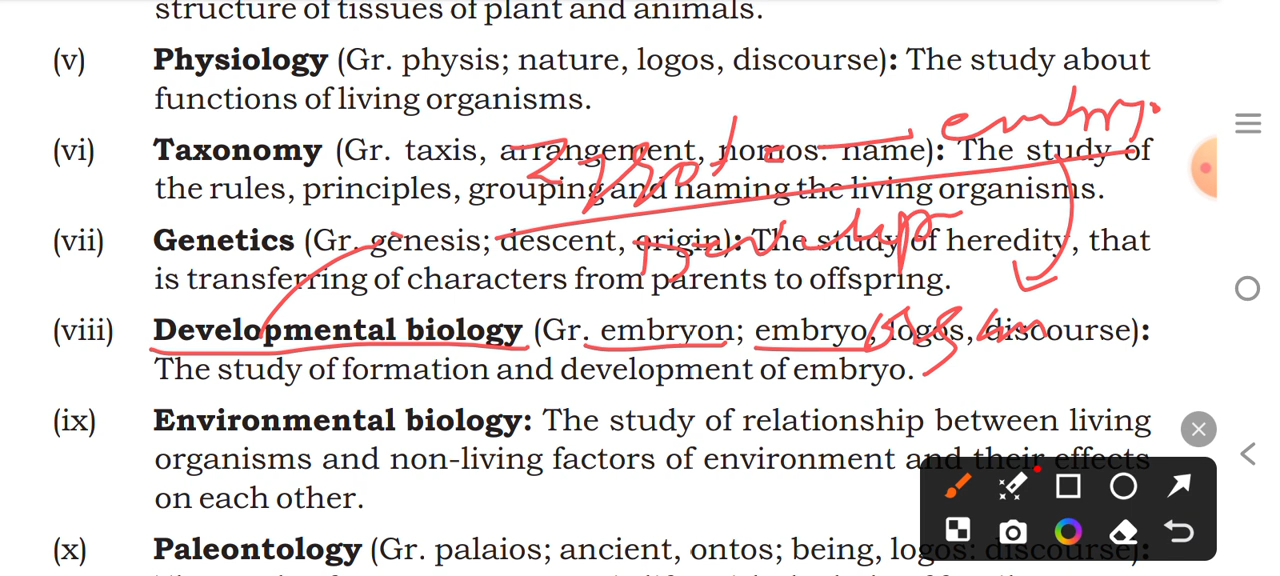 structure of tissues of plant and animals.
(v) Physiology (Gr. physis; nature, logos, discourse): The study about
functions of living organisms.
(vi) Taxonomy (Gr. taxis, arrangement, nomos: name): The study of
the rules, principles, grouping and naming the living organisms.
(vii) Genetics (Gr. genesis; descent, origin): The study of heredity, that
is transferring of characters from parents to offspring.
(viii) Developmental biology (Gr. embryon; embryo, logos, discourse):
The study of formation and development of embryo.
(ix) Environmental biology: The study of relationship between living
organisms and non-living factors of environment and their effects
on each other.
(x) Paleontology (Gr. palaios; ancient, ontos; being, logos: discourse):